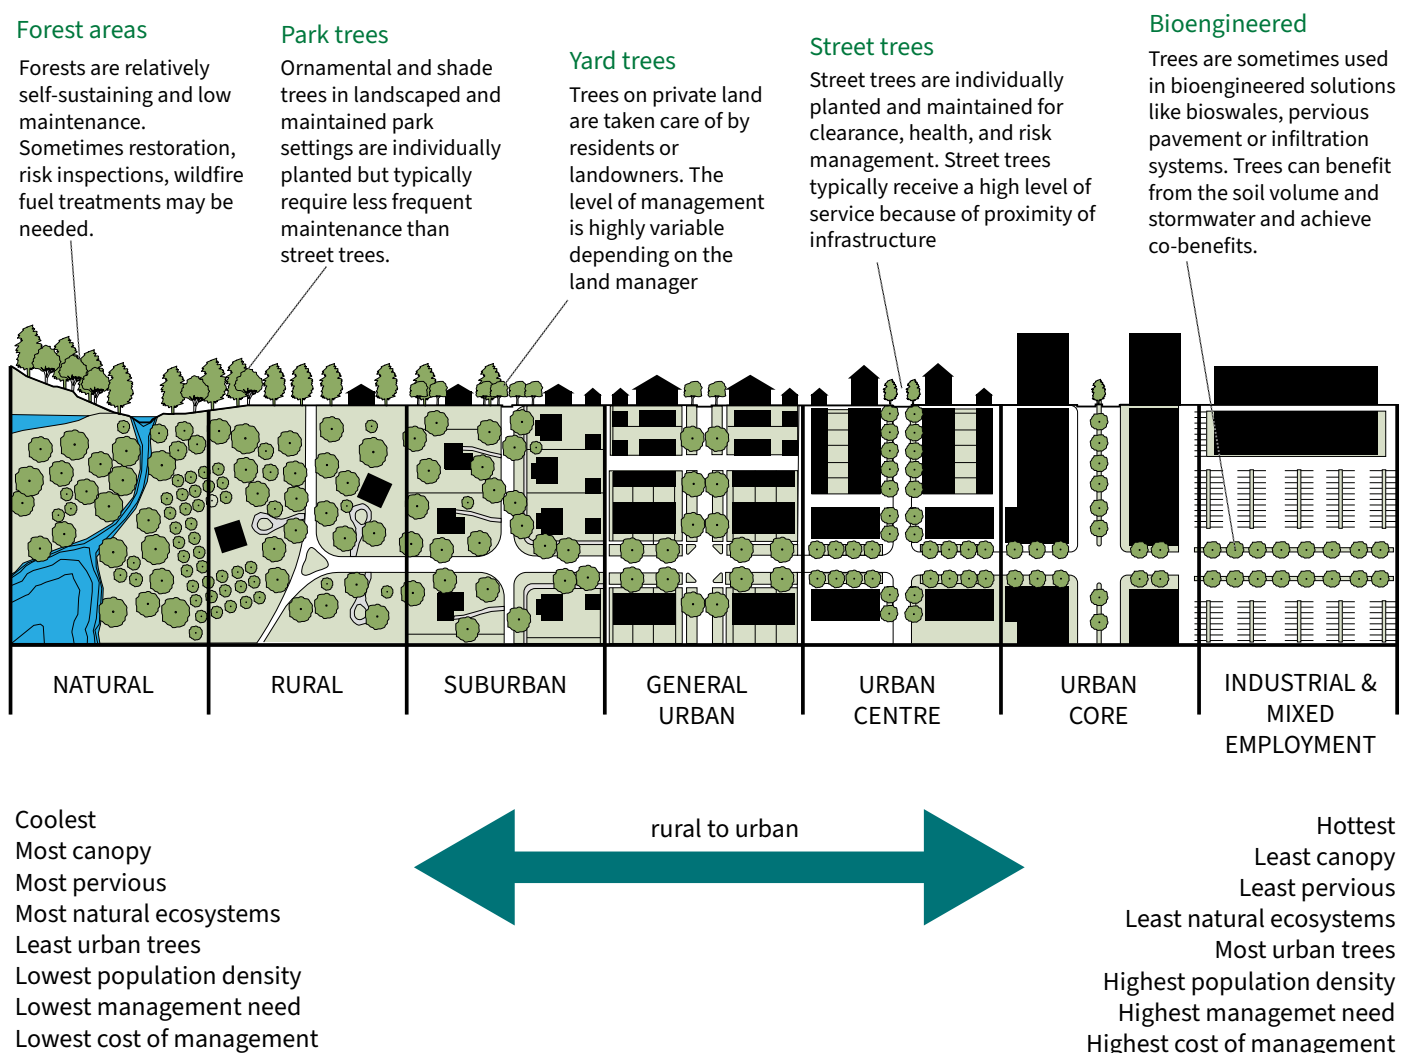 Forest areas
Forests are relatively
self-sustaining and low
maintenance.
Sometimes restoration,
risk inspections, wildfire
fuel treatments may be
needed.
Park trees
Ornamental and shade
trees in landscaped and
maintained park
settings are individually
planted but typically
require less frequent
maintenance than
street trees.
Yard trees
Trees on private land
are taken care of by
residents or
landowners. The
level of management
is highly variable
depending on the
land manager
Street trees
Street trees are individually
planted and maintained for
clearance, health, and risk
management. Street trees
typically receive a high level of
service because of proximity of
infrastructure
Bioengineered
Trees are sometimes used
in bioengineered solutions
like bioswales, pervious
pavement or infiltration
systems. Trees can benefit
from the soil volume and
stormwater and achieve
co-benefits.
NATURAL
RURAL
SUBURBAN
GENERAL
URBAN
URBAN
CENTRE
URBAN
CORE
INDUSTRIAL &
MIXED
EMPLOYMENT
Coolest
Most canopy
Most pervious
Most natural ecosystems
Least urban trees
Lowest population density
Lowest management need
Lowest cost of management
rural to urban
Hottest
Least canopy
Least pervious
Least natural ecosystems
Most urban trees
Highest population density
Highest managemet need
Highest cost of management